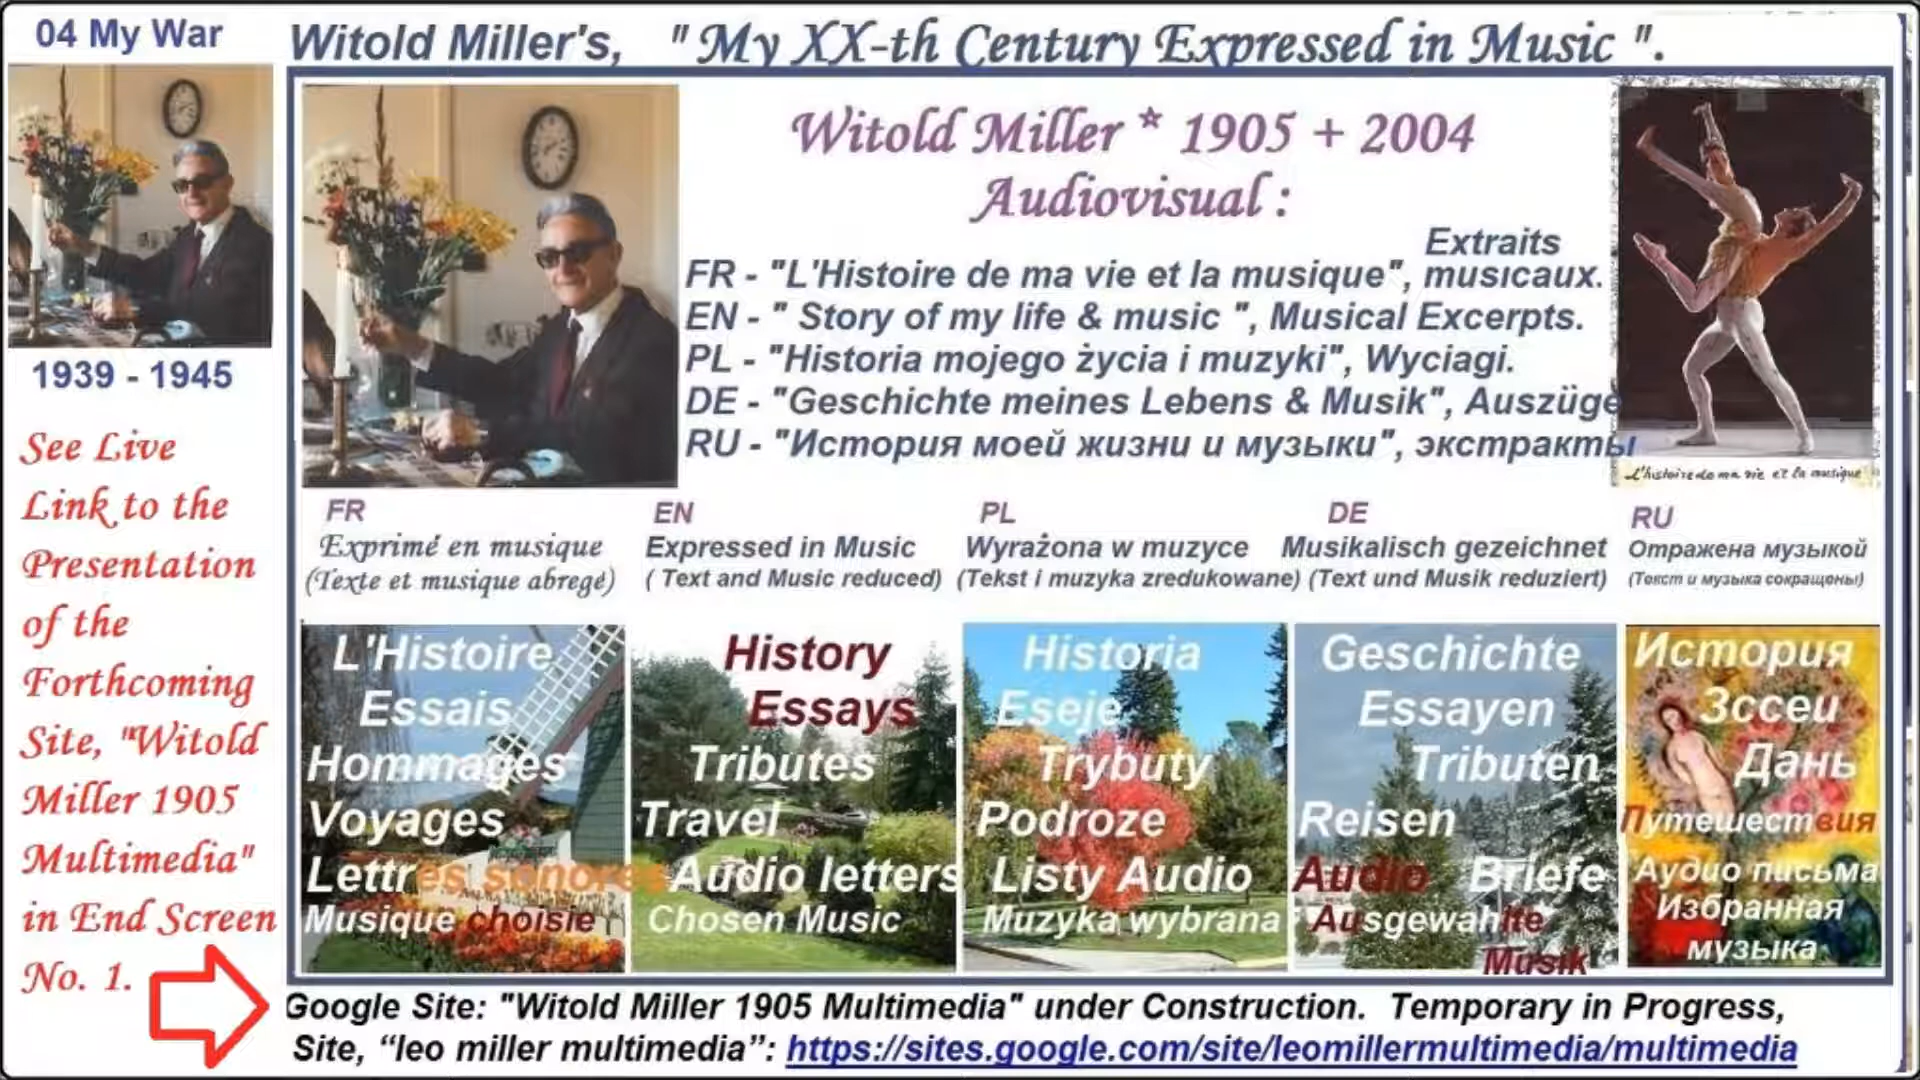 04 My War
Witold Miller's, " My XX-th Century Expressed in Music ".
1939 - 1945
See Live
Link to the
Presentation
of the
Forthcoming
Site, "Witold
Miller 1905
Multimedia"
in End Screen
No. 1.
Witold Miller * 1905 + 2004
Audiovisual :
Extraits
FR - "L'Histoire de ma vie et la musique", musicaux.
EN - " Story of my life & music ", Musical Excerpts.
PL - "Historia mojego życia i muzyki", Wyciagi.
DE - "Geschichte meines Lebens & Musik", Auszüge
RU - "История моей жизни и музыки", экстракты
L'histoire de ma vie et la musique
FR
Exprimé en musique
(Texte et musique abregé)
EN
Expressed in Music
( Text and Music reduced)
PL
Wyrażona w muzyce
(Tekst i muzyka zredukowane)
DE
Musikalisch gezeichnet
(Text und Musik reduziert)
RU
Отражена музыкой
(Текст и музыка сокращены)
L'Histoire
Essais
Hommages
Voyages
Lettres sonores
Musique choisie
History
Essays
Tributes
Travel
Audio letters
Chosen Music
Historia
Eseje
Trybuty
Podroze
Listy Audio
Muzyka wybrana
Geschichte
Essayen
Tributen
Reisen
Audio Briefe
Ausgewahlte
Musik
История
Зссеи
Дань
Путешествия
Аудио письма
Избранная
музыка
Google Site: "Witold Miller 1905 Multimedia" under Construction. Temporary in Progress,
Site, “leo miller multimedia”: https://sites.google.com/site/leomillermultimedia/multimedia